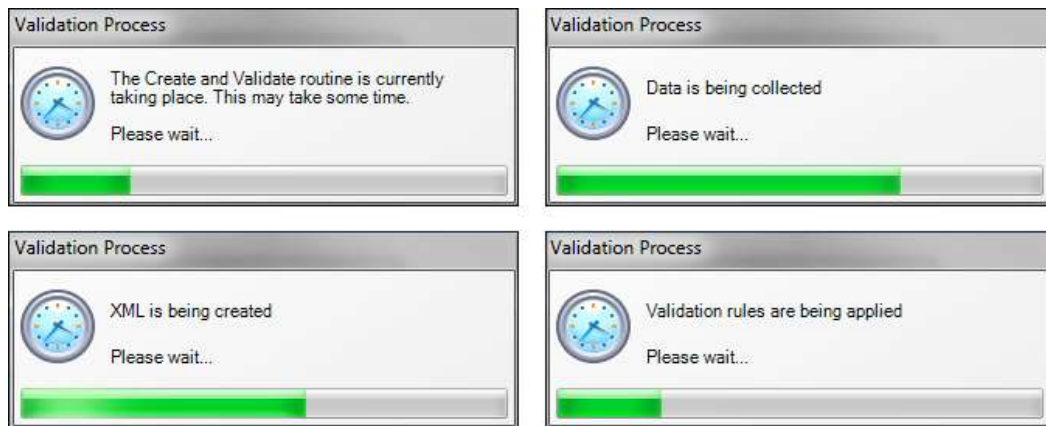 Validation Process
The Create and Validate routine is currently
taking place. This may take some time.
Please wait...
Validation Process
Data is being collected
Please wait...
Validation Process
XML is being created
Please wait...
Validation Process
Validation rules are being applied
Please wait...